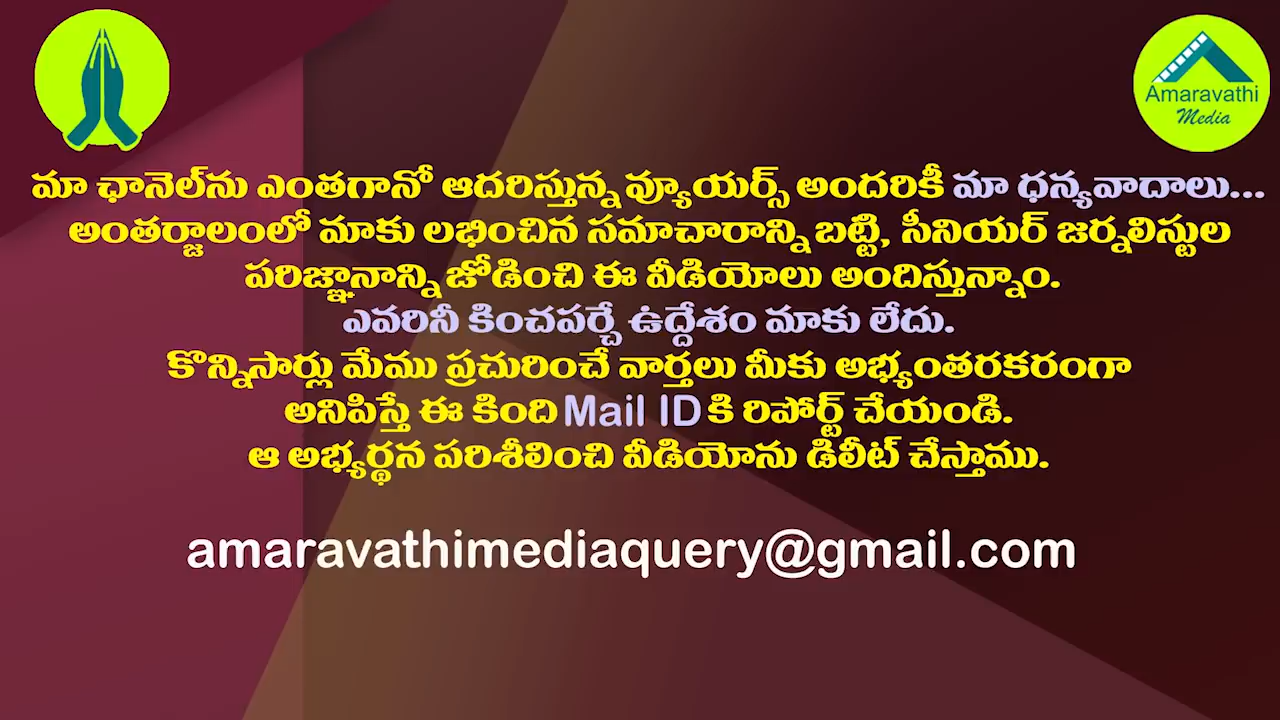 Amaravathi
Media
మా ఛానెల్‌ను ఎంతగానో ఆదరిస్తున్న వ్యూయర్స్ అందరికీ మా ధన్యవాదాలు...
అంతర్జాలంలో మాకు లభించిన సమాచారాన్ని బట్టి, సీనియర్ జర్నలిస్టుల
పరిజ్ఞానాన్ని జోడించి ఈ వీడియోలు అందిస్తున్నాం.
ఎవరినీ కించపర్చే ఉద్దేశం మాకు లేదు.
కొన్నిసార్లు మేము ప్రచురించే వార్తలు మీకు అభ్యంతరకరంగా
అనిపిస్తే ఈ కింది Mail ID కి రిపోర్ట్ చేయండి.
ఆ అభ్యర్థన పరిశీలించి వీడియోను డిలీట్ చేస్తాము.
amaravathimediaquery@gmail.com